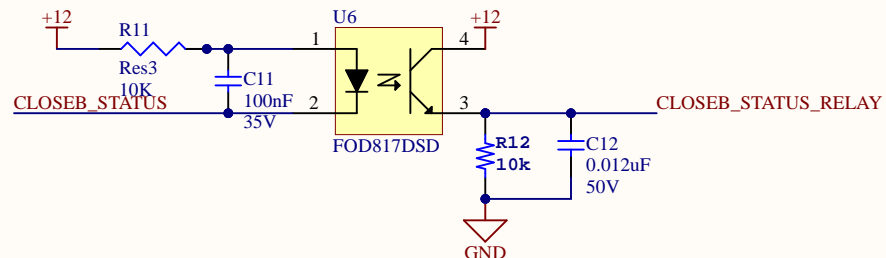 +12
U6
+12
R11
1
4
Res3
10K
C11
100nF
35V
CLOSEB_STATUS
2
3
CLOSEB_STATUS_RELAY
FOD817DSD
R12
10k
C12
0.012uF
50V
GND